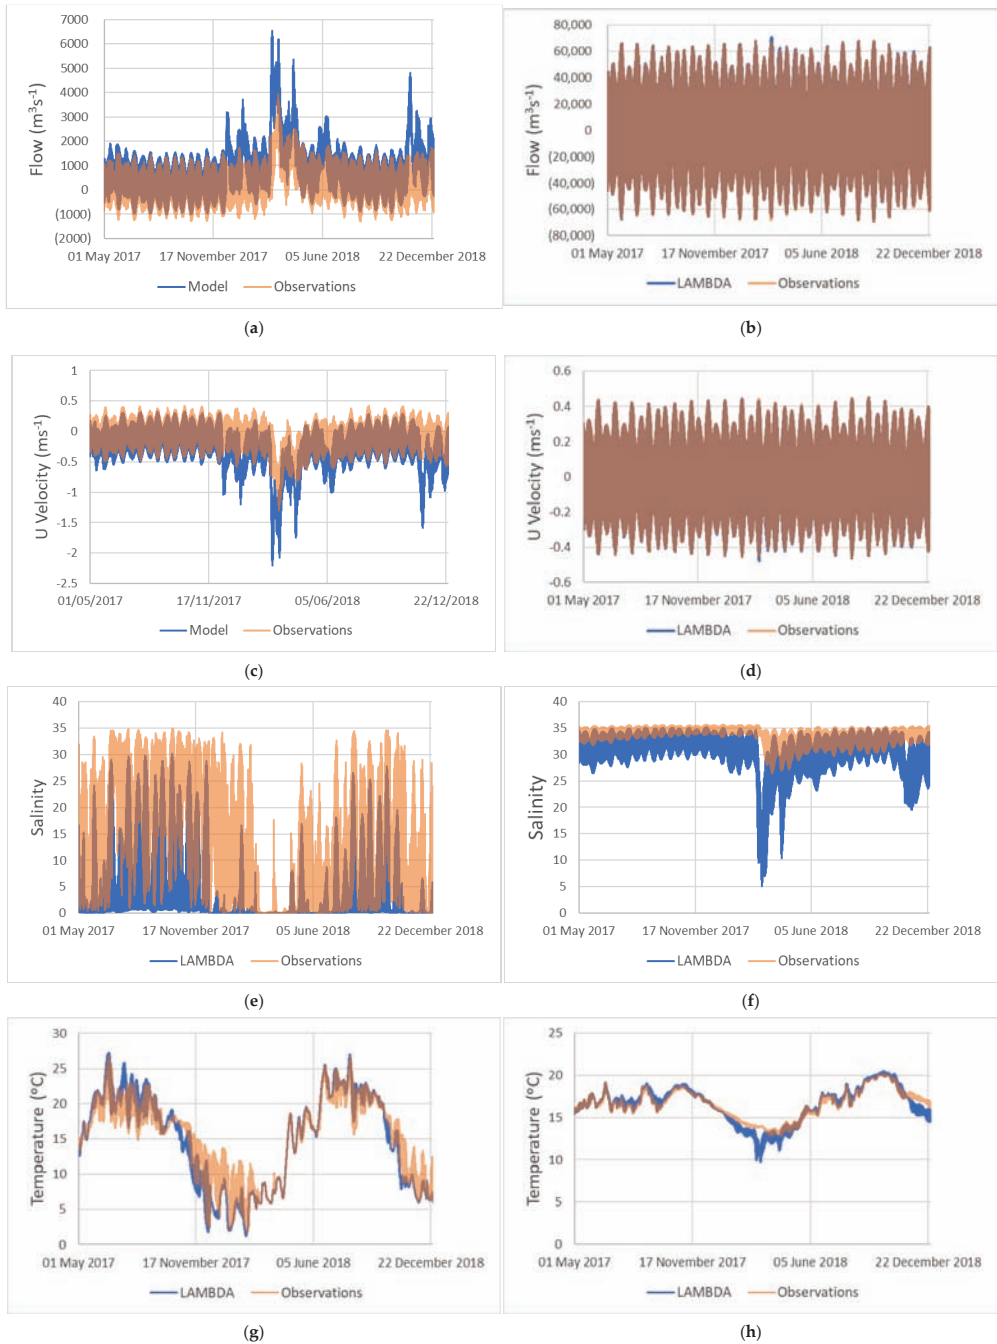 7000
6000
5000
4000
3000
2000
1000
0
(1000)
(2000)
Flow (m³s⁻¹)
01 May 2017 17 November 2017 05 June 2018 22 December 2018
Model Observations
(a)
80,000
60,000
40,000
20,000
0
(20,000)
(40,000)
(60,000)
(80,000)
Flow (m³s⁻¹)
01 May 2017 17 November 2017 05 June 2018 22 December 2018
LAMBDA Observations
(b)
1
0.5
0
-0.5
-1
-1.5
-2
-2.5
U Velocity (ms⁻¹)
01/05/2017 17/11/2017 05/06/2018 22/12/2018
Model Observations
(c)
0.6
0.4
0.2
0
-0.2
-0.4
-0.6
U Velocity (ms⁻¹)
01 May 2017 17 November 2017 05 June 2018 22 December 2018
LAMBDA Observations
(d)
40
35
30
25
20
15
10
5
0
Salinity
01 May 2017 17 November 2017 05 June 2018 22 December 2018
LAMBDA Observations
(e)
40
35
30
25
20
15
10
5
0
Salinity
01 May 2017 17 November 2017 05 June 2018 22 December 2018
LAMBDA Observations
(f)
30
25
20
15
10
5
0
Temperature (°C)
01 May 2017 17 November 2017 05 June 2018 22 December 2018
LAMBDA Observations
(g)
25
20
15
10
5
0
Temperature (°C)
01 May 2017 17 November 2017 05 June 2018 22 December 2018
LAMBDA Observations
(h)